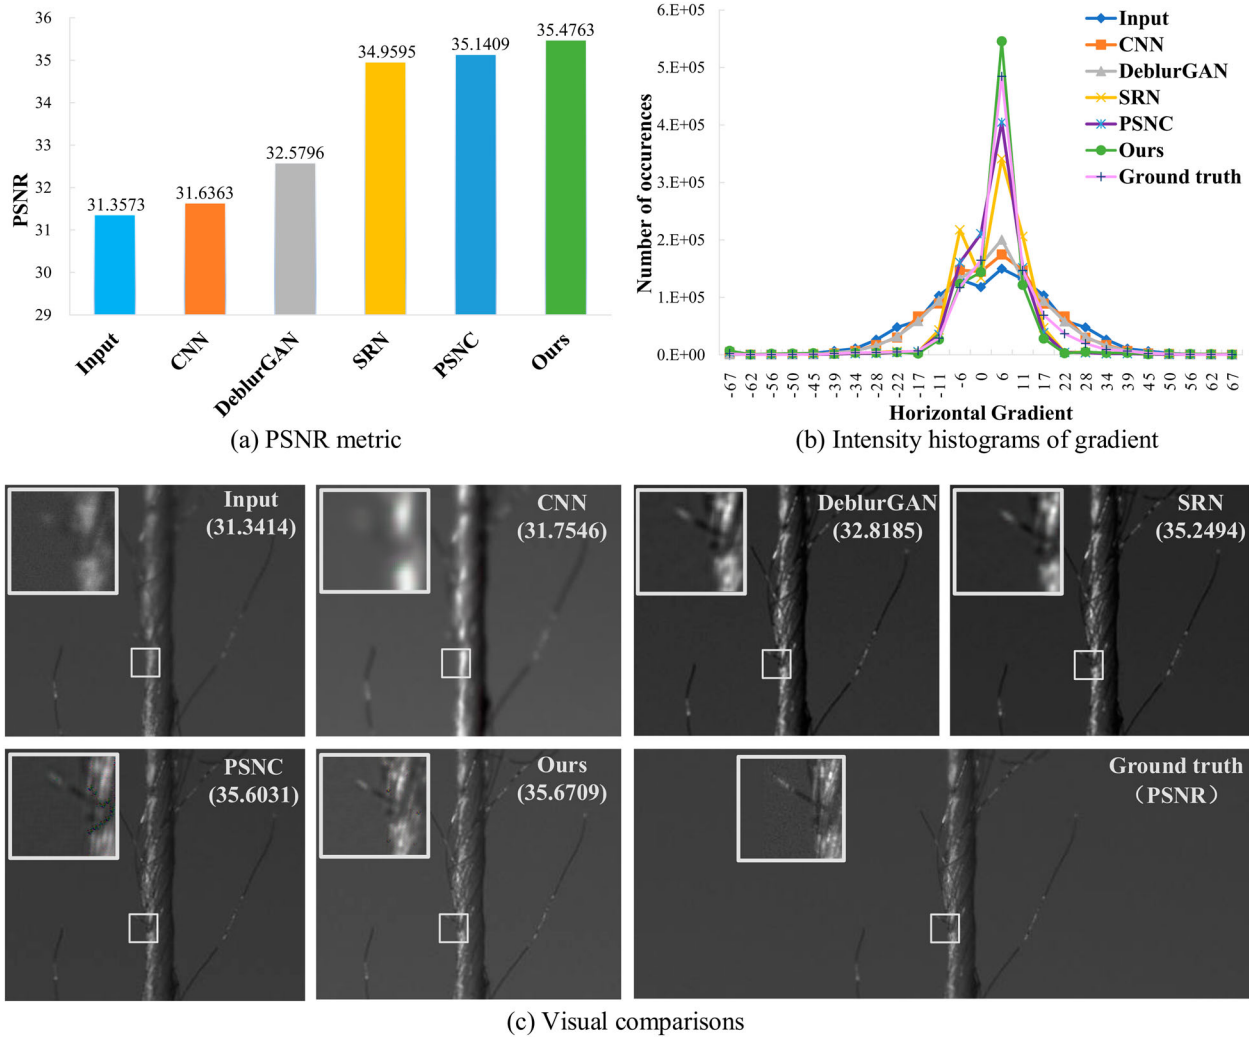 36
35
34
33
32
31
30
29
PSNR
31.3573
31.6363
32.5796
34.9595
35.1409
35.4763
Input
CNN
DeblurGAN
SRN
PSNC
Ours
(a) PSNR metric
6.E+05
5.E+05
4.E+05
3.E+05
2.E+05
1.E+05
0.E+00
Number of occurences
Input
CNN
DeblurGAN
SRN
PSNC
Ours
Ground truth
-67
-62
-56
-50
-45
-39
-34
-28
-22
-17
-11
-6
0
6
11
17
22
28
34
39
45
50
56
62
67
Horizontal Gradient
(b) Intensity histograms of gradient
Input
(31.3414)
CNN
(31.7546)
DeblurGAN
(32.8185)
SRN
(35.2494)
PSNC
(35.6031)
Ours
(35.6709)
Ground truth
（PSNR）
(c) Visual comparisons